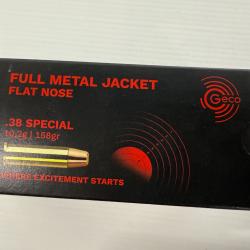 FULL METAL JACKET
FLAT NOSE
Geco
.38 SPECIAL
10,2g | 158gr
WHERE EXCITEMENT STARTS